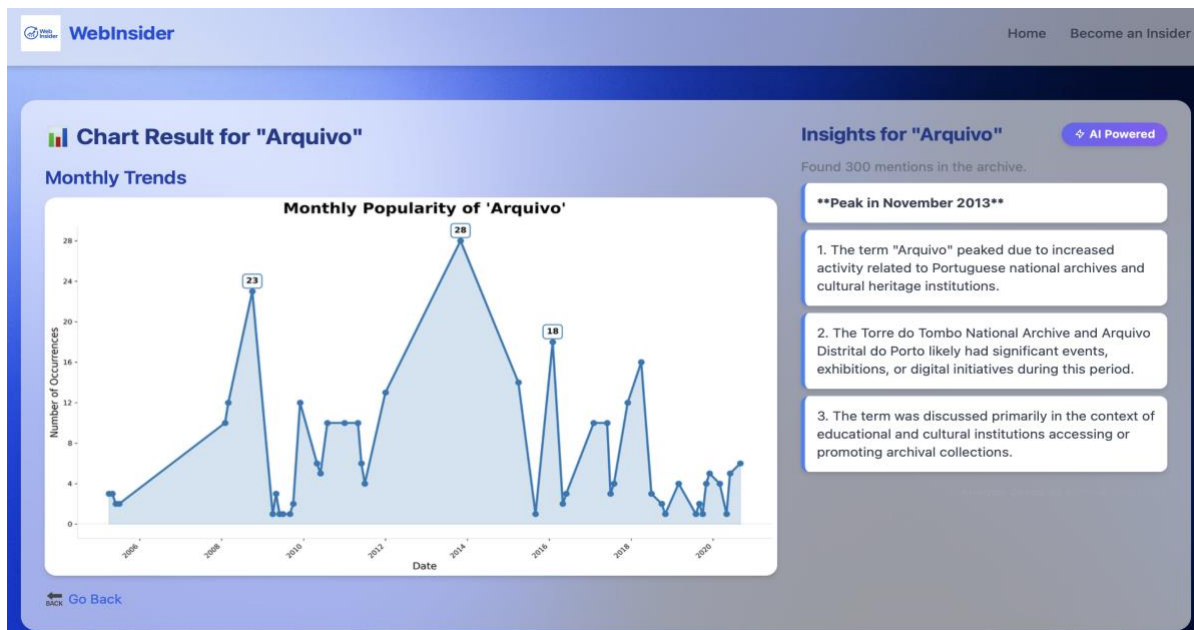 Web
Insider
WebInsider
Home
Become an Insider
Chart Result for "Arquivo"
Monthly Trends
Monthly Popularity of 'Arquivo'
28
23
18
28
24
20
16
12
8
4
0
Number of Occurrences
2006
2008
2010
2012
2014
2016
2018
2020
Date
BACK
Go Back
Insights for "Arquivo"
AI Powered
Found 300 mentions in the archive.
**Peak in November 2013**
1. The term "Arquivo" peaked due to increased
activity related to Portuguese national archives and
cultural heritage institutions.
2. The Torre do Tombo National Archive and Arquivo
Distrital do Porto likely had significant events,
exhibitions, or digital initiatives during this period.
3. The term was discussed primarily in the context of
educational and cultural institutions accessing or
promoting archival collections.